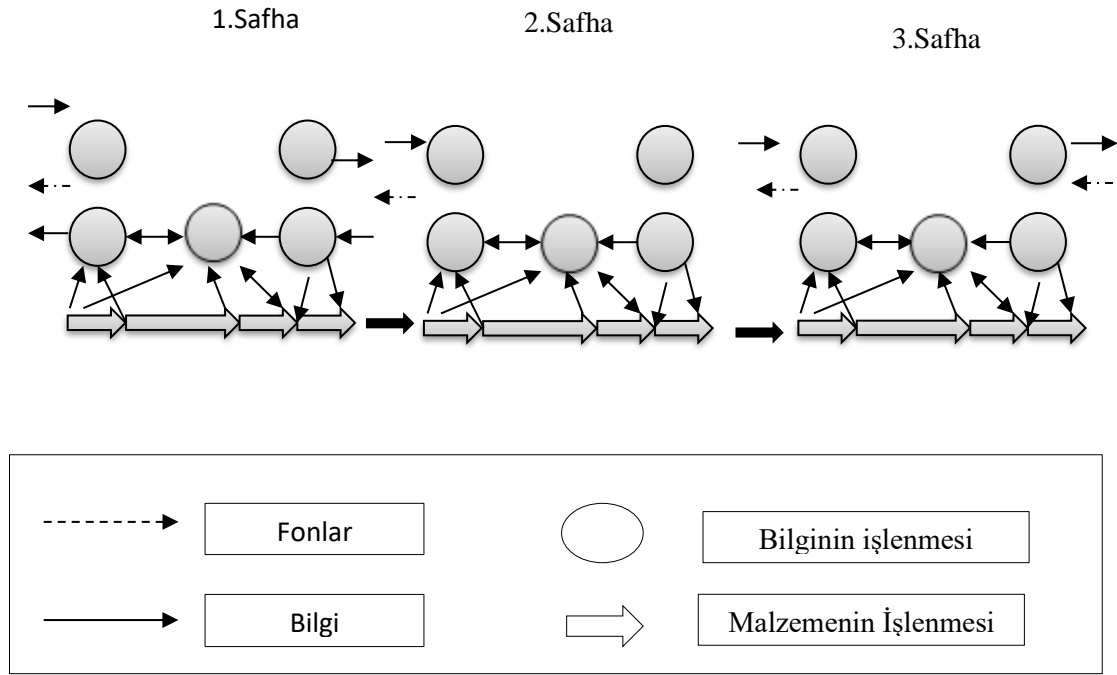 1.Safha
2.Safha
3.Safha
Fonlar
Bilginin işlenmesi
Bilgi
Malzemenin İşlenmesi